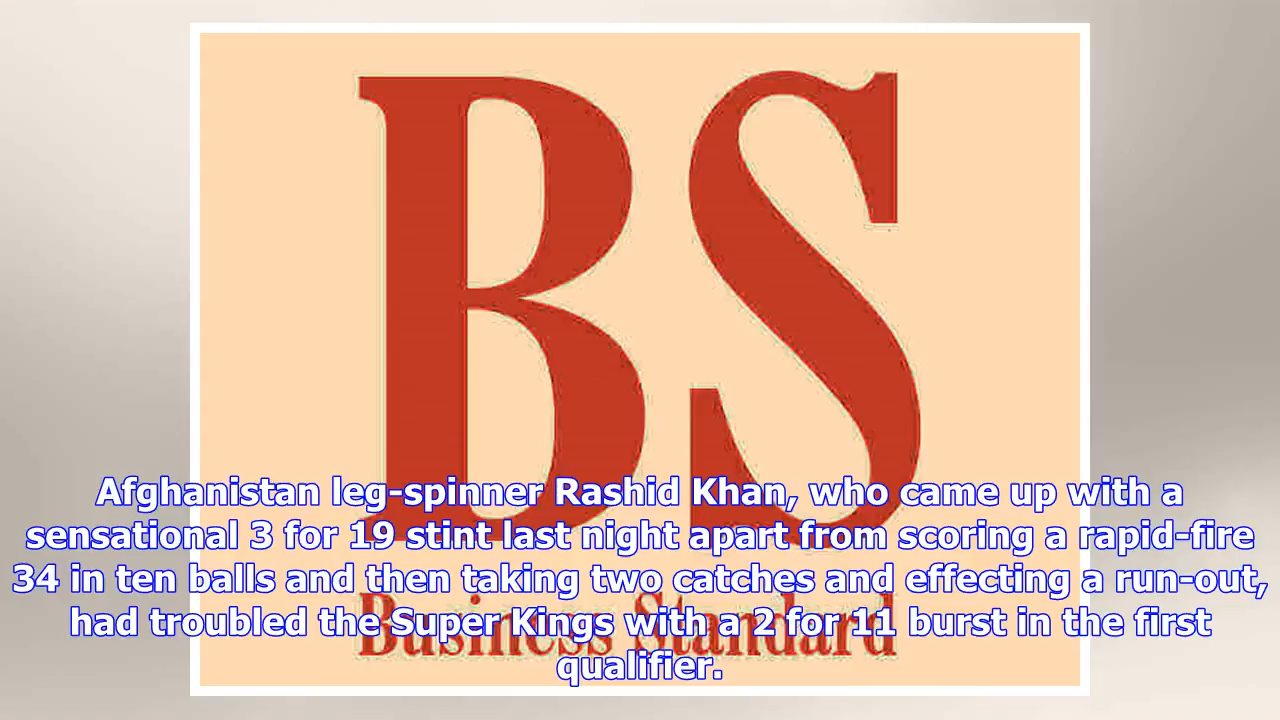 BS
Afghanistan leg-spinner Rashid Khan, who came up with a
sensational 3 for 19 stint last night apart from scoring a rapid-fire
34 in ten balls and then taking two catches and effecting a run-out,
had troubled the Super Kings with a 2 for 11 burst in the first
Business Standard
qualifier.